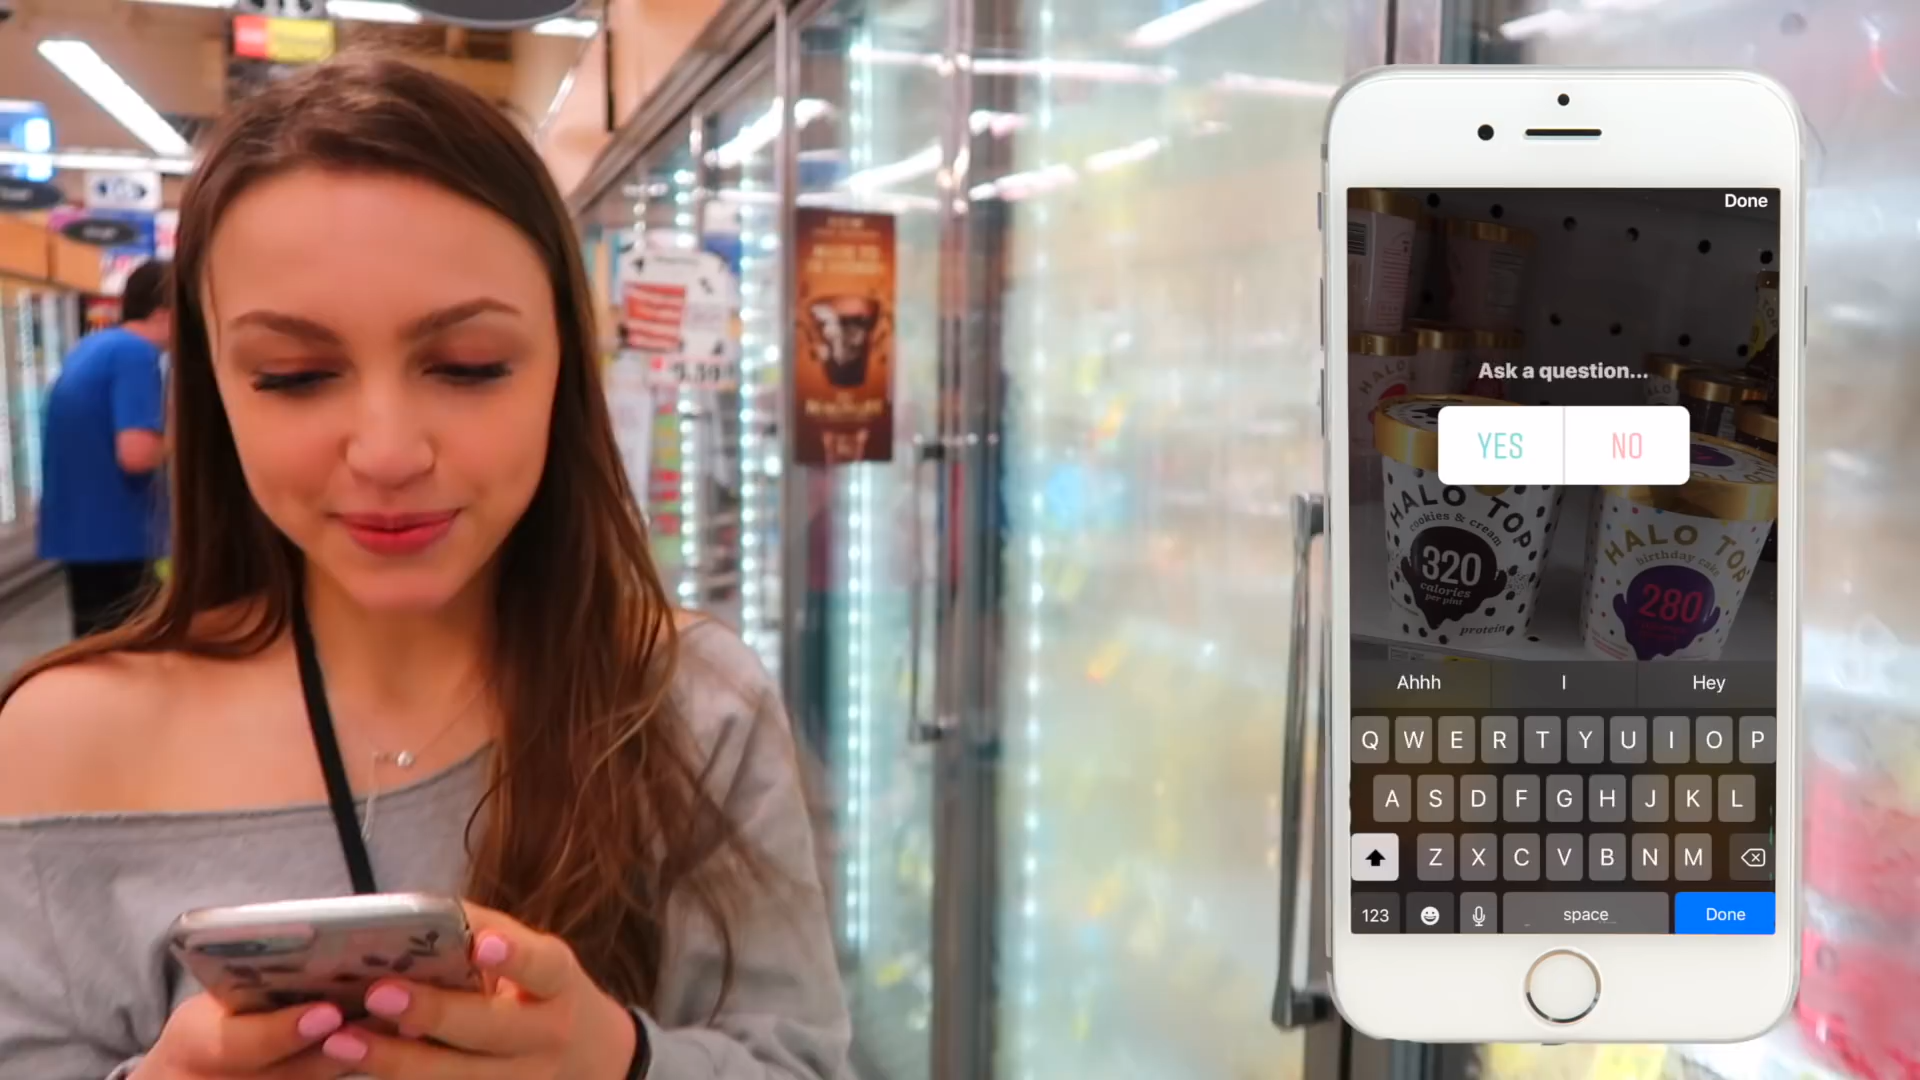 Done
Ask a question...
YES NO
HALO TOP
cookies & cream
320
calories
per pint
protein
HALO TOP
birthday cake
280
Ahhh I Hey
Q W E R T Y U I O P
A S D F G H J K L
Z X C V B N M
123 space Done